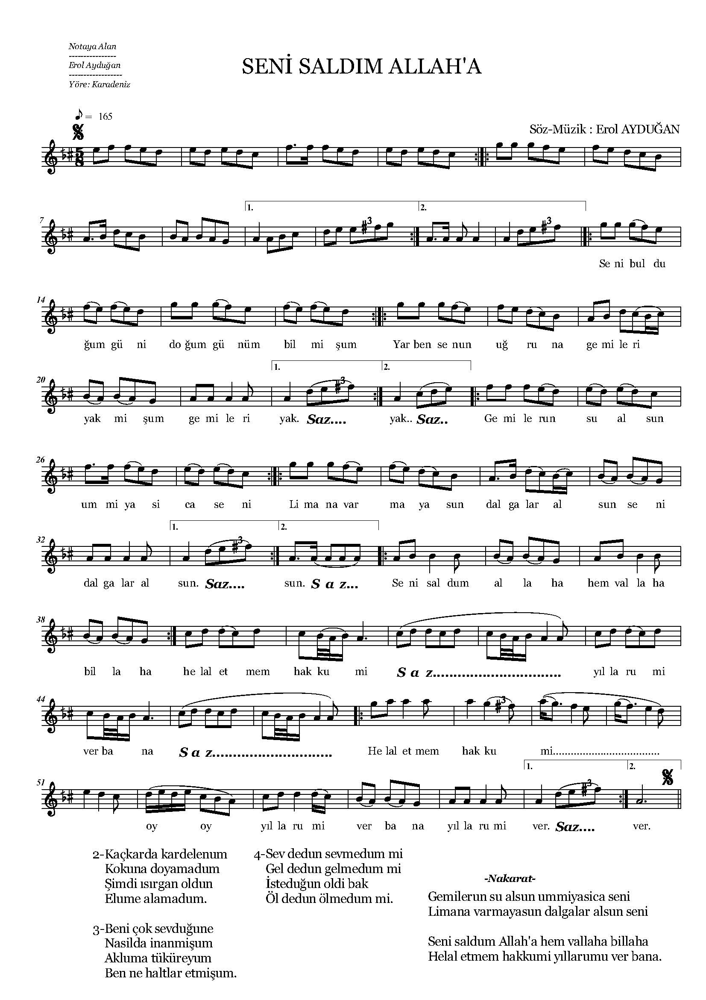 Notaya Alan
----------------
Erol Ayduğan
------------------
Yöre: Karadeniz
SENİ SALDIM ALLAH'A
= 165
Söz-Müzik : Erol AYDUĞAN
5
8
7
1.
3
2.
3
Se ni bul du
14
ğum gü ni do ğum gü nüm bil mi şum Yar ben se nun uğ ru na ge mi le ri
20
1.
3
2.
yak mi şum ge mi le ri yak. Saz.... yak.. Saz.. Ge mi le run su al sun
26
um mi ya si ca se ni Li ma na var ma ya sun dal ga lar al sun se ni
32
1.
3
2.
dal ga lar al sun. Saz.... sun. S a z... Se ni sal dum al la ha hem val la ha
38
bil la ha he lal et mem hak ku mi S a z............................... yıl la ru mi
44
3
ver ba na S a z............................. He lal et mem hak ku mi....................................
51
1.
3
2.
oy oy yıl la ru mi ver ba na yıl la ru mi ver. Saz.... ver.
2-Kaçkarda kardelenum
Kokuna doyamadum
Şimdi ısırgan oldun
Elume alamadum.
3-Beni çok sevduğune
Nasilda inanmişum
Akluma tüküreyum
Ben ne haltlar etmişum.
4-Sev dedun sevmedum mi
Gel dedun gelmedum mi
İsteduğun oldi bak
Öl dedun ölmedum mi.
-Nakarat-
Gemilerun su alsun ummiyasica seni
Limana varmayasun dalgalar alsun seni
Seni saldum Allah'a hem vallaha billaha
Helal etmem hakkumi yıllarumu ver bana.